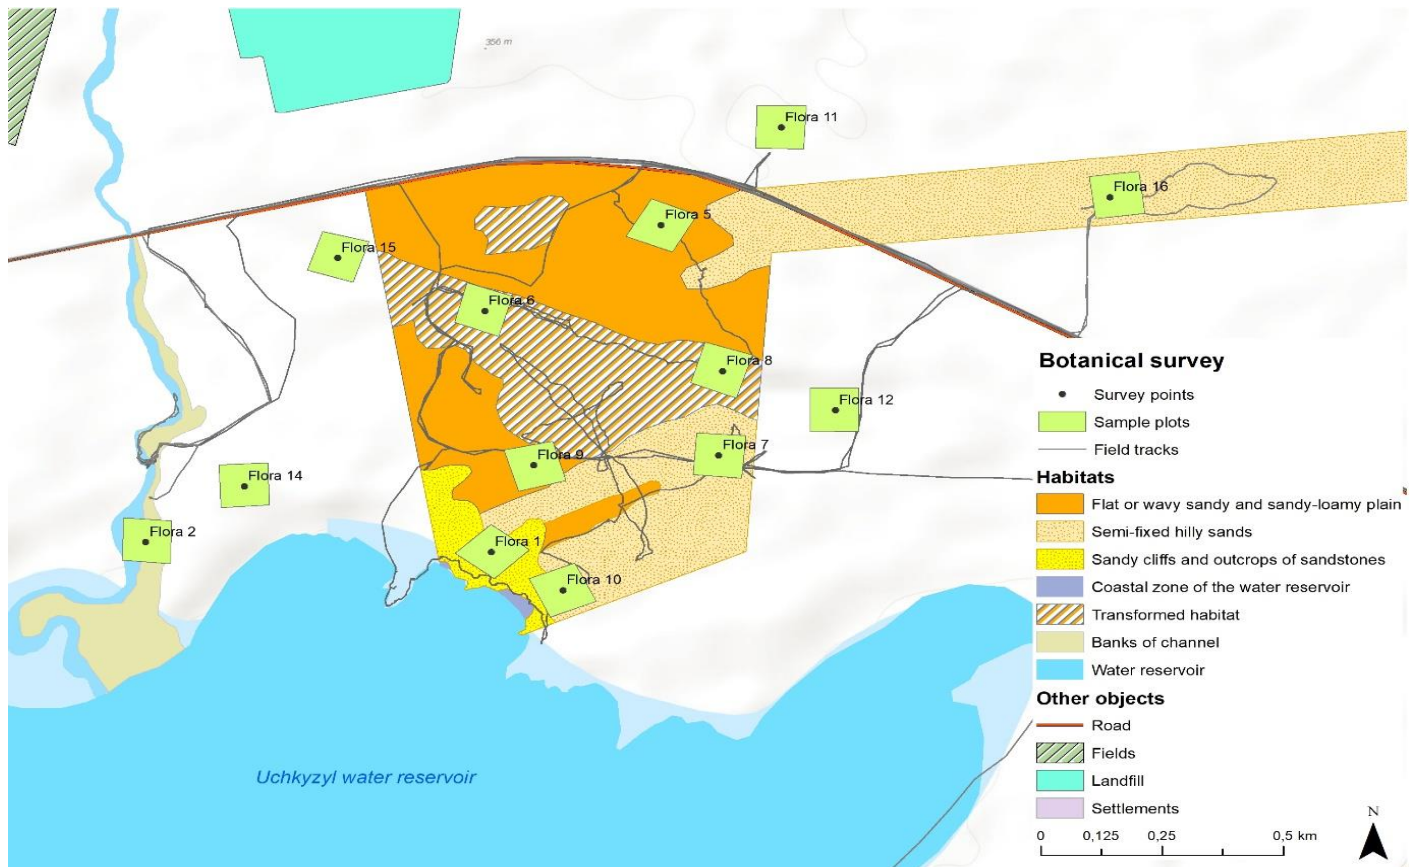 356 m
Flora 11
Flora 16
Flora 5
Flora 15
Flora 6
Flora 8
Flora 12
Flora 7
Flora 9
Flora 14
Flora 2
Flora 1
Flora 10
Uchkyzyl water reservoir
Botanical survey
Survey points
Sample plots
Field tracks
Habitats
Flat or wavy sandy and sandy-loamy plain
Semi-fixed hilly sands
Sandy cliffs and outcrops of sandstones
Coastal zone of the water reservoir
Transformed habitat
Banks of channel
Water reservoir
Other objects
Road
Fields
Landfill
Settlements
N
0 0,125 0,25 0,5 km